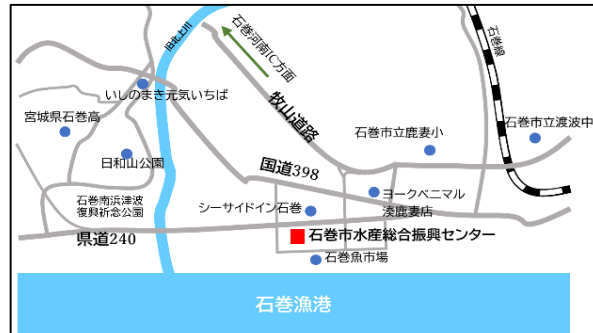 旧北上川
石巻河南IC方面
石巻線
いしのまき元気いちば
宮城県石巻高
牧山道路
石巻市立鹿妻小
石巻市立渡波中
日和山公園
国道398
石巻南浜津波
復興祈念公園
シーサイドイン石巻
ヨークベニマル
湊鹿妻店
県道240
石巻市水産総合振興センター
石巻魚市場
石巻漁港